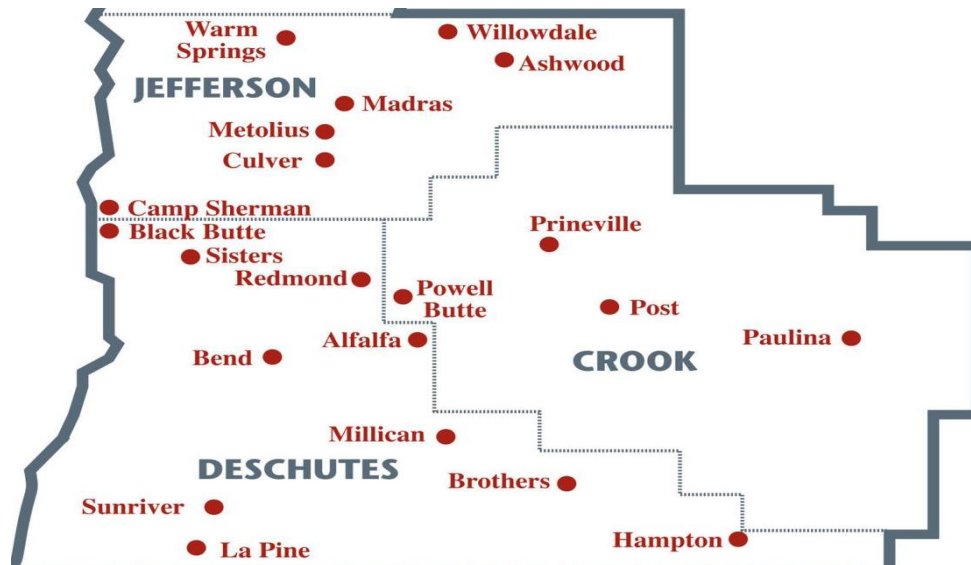 Warm
Springs
Willowdale
Ashwood
JEFFERSON
Madras
Metolius
Culver
Camp Sherman
Black Butte
Prineville
Sisters
Redmond
Powell
Butte
Post
Alfalfa
Paulina
Bend
CROOK
Millican
DESCHUTES
Brothers
Sunriver
Hampton
La Pine